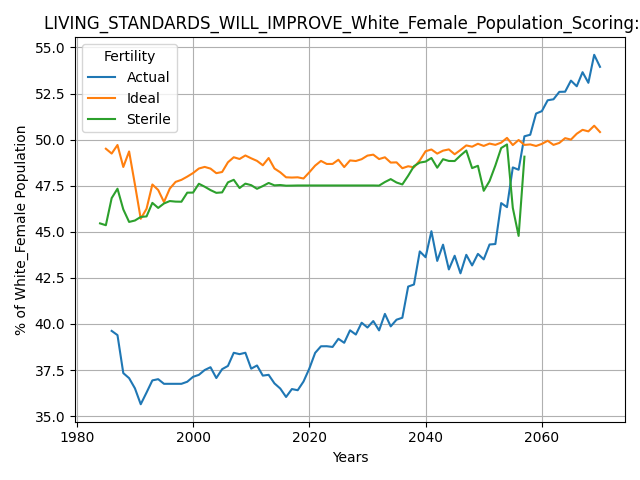 LIVING_STANDARDS_WILL_IMPROVE_White_Female_Population_Scoring:
Fertility
Actual
Ideal
Sterile
55.0
52.5
50.0
47.5
45.0
42.5
40.0
37.5
35.0
% of White_Female Population
1980
2000
2020
2040
2060
Years